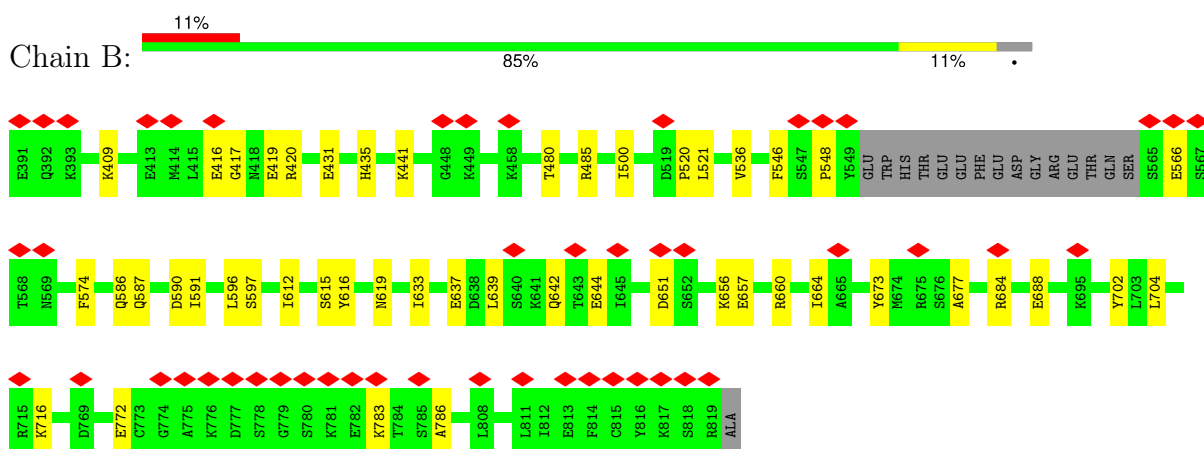 11%
Chain B:
85% 11% •
E391 Q392 K393 K409 E413 M414 L415 E416 G417 N418 E419 R420 E431 H435 K441 G448 K449 K458 T480 R485 I500 D519 P520 L521 V536 F546 S547 P548 Y549 GLU TRP HIS THR GLU GLU PHE GLU ASP GLY ARG GLU THR GLN SER S565 E566 S567
T568 N569 F574 Q586 Q587 D590 I591 L596 S597 I612 S615 Y616 N619 I633 E637 D638 L639 S640 K641 Q642 T643 E644 I645 D651 S652 K656 E657 R660 I664 A665 Y673 M674 R675 S676 A677 R684 E688 K695 Y702 L703 L704
R715 K716 D769 E772 C773 G774 A775 K776 D777 S778 G779 S780 K781 E782 K783 T784 S785 A786 L808 L811 I812 E813 F814 C815 Y816 K817 S818 R819 ALA